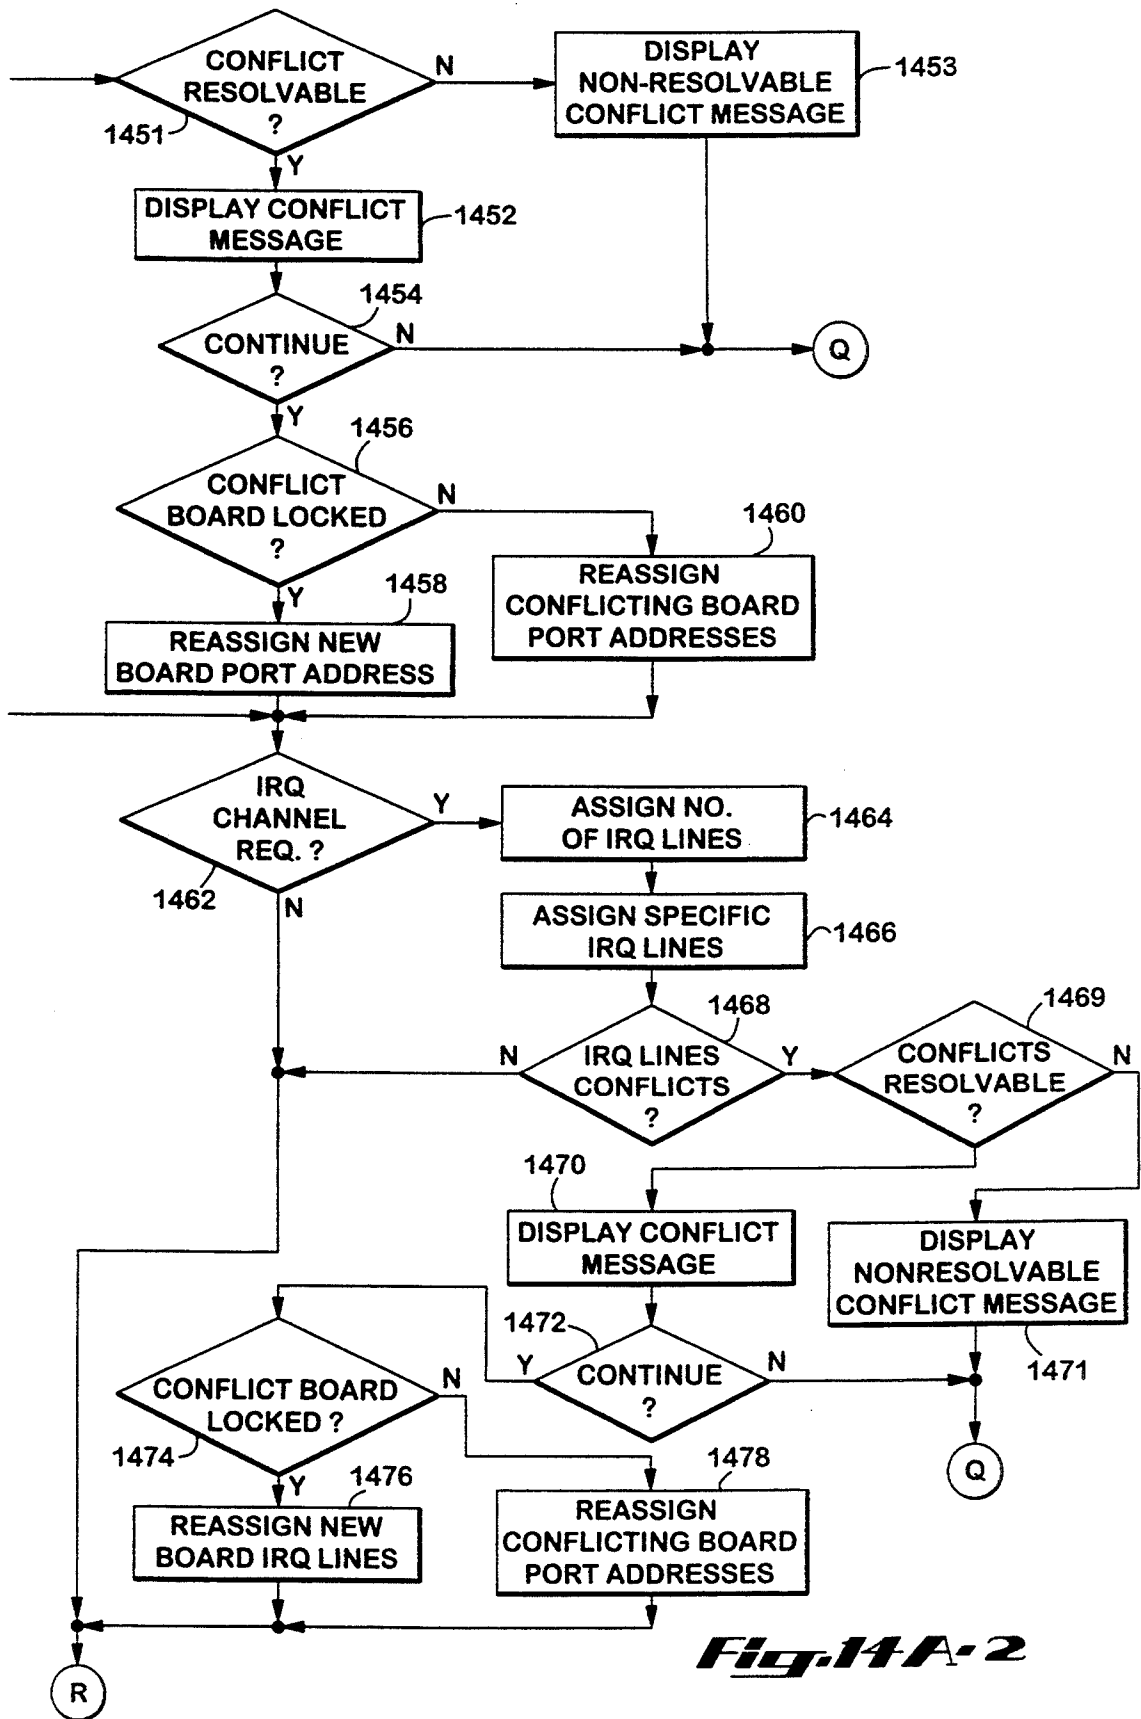 CONFLICT
RESOLVABLE
?
1451
N
Y
DISPLAY
NON-RESOLVABLE
CONFLICT MESSAGE
1453
DISPLAY CONFLICT
MESSAGE
1452
1454
CONTINUE
?
N
Y
Q
1456
CONFLICT
BOARD LOCKED
?
N
Y
1458
REASSIGN NEW
BOARD PORT ADDRESS
1460
REASSIGN
CONFLICTING BOARD
PORT ADDRESSES
IRQ
CHANNEL
REQ. ?
1462
Y
N
ASSIGN NO.
OF IRQ LINES
1464
ASSIGN SPECIFIC
IRQ LINES
1466
1468
IRQ LINES
CONFLICTS
?
N
Y
1469
CONFLICTS
RESOLVABLE
?
N
1470
DISPLAY CONFLICT
MESSAGE
DISPLAY
NONRESOLVABLE
CONFLICT MESSAGE
1471
1472
CONTINUE
?
Y
N
Q
CONFLICT BOARD
LOCKED ?
1474
N
Y
1476
REASSIGN NEW
BOARD IRQ LINES
1478
REASSIGN
CONFLICTING BOARD
PORT ADDRESSES
R
Fig.14A-2